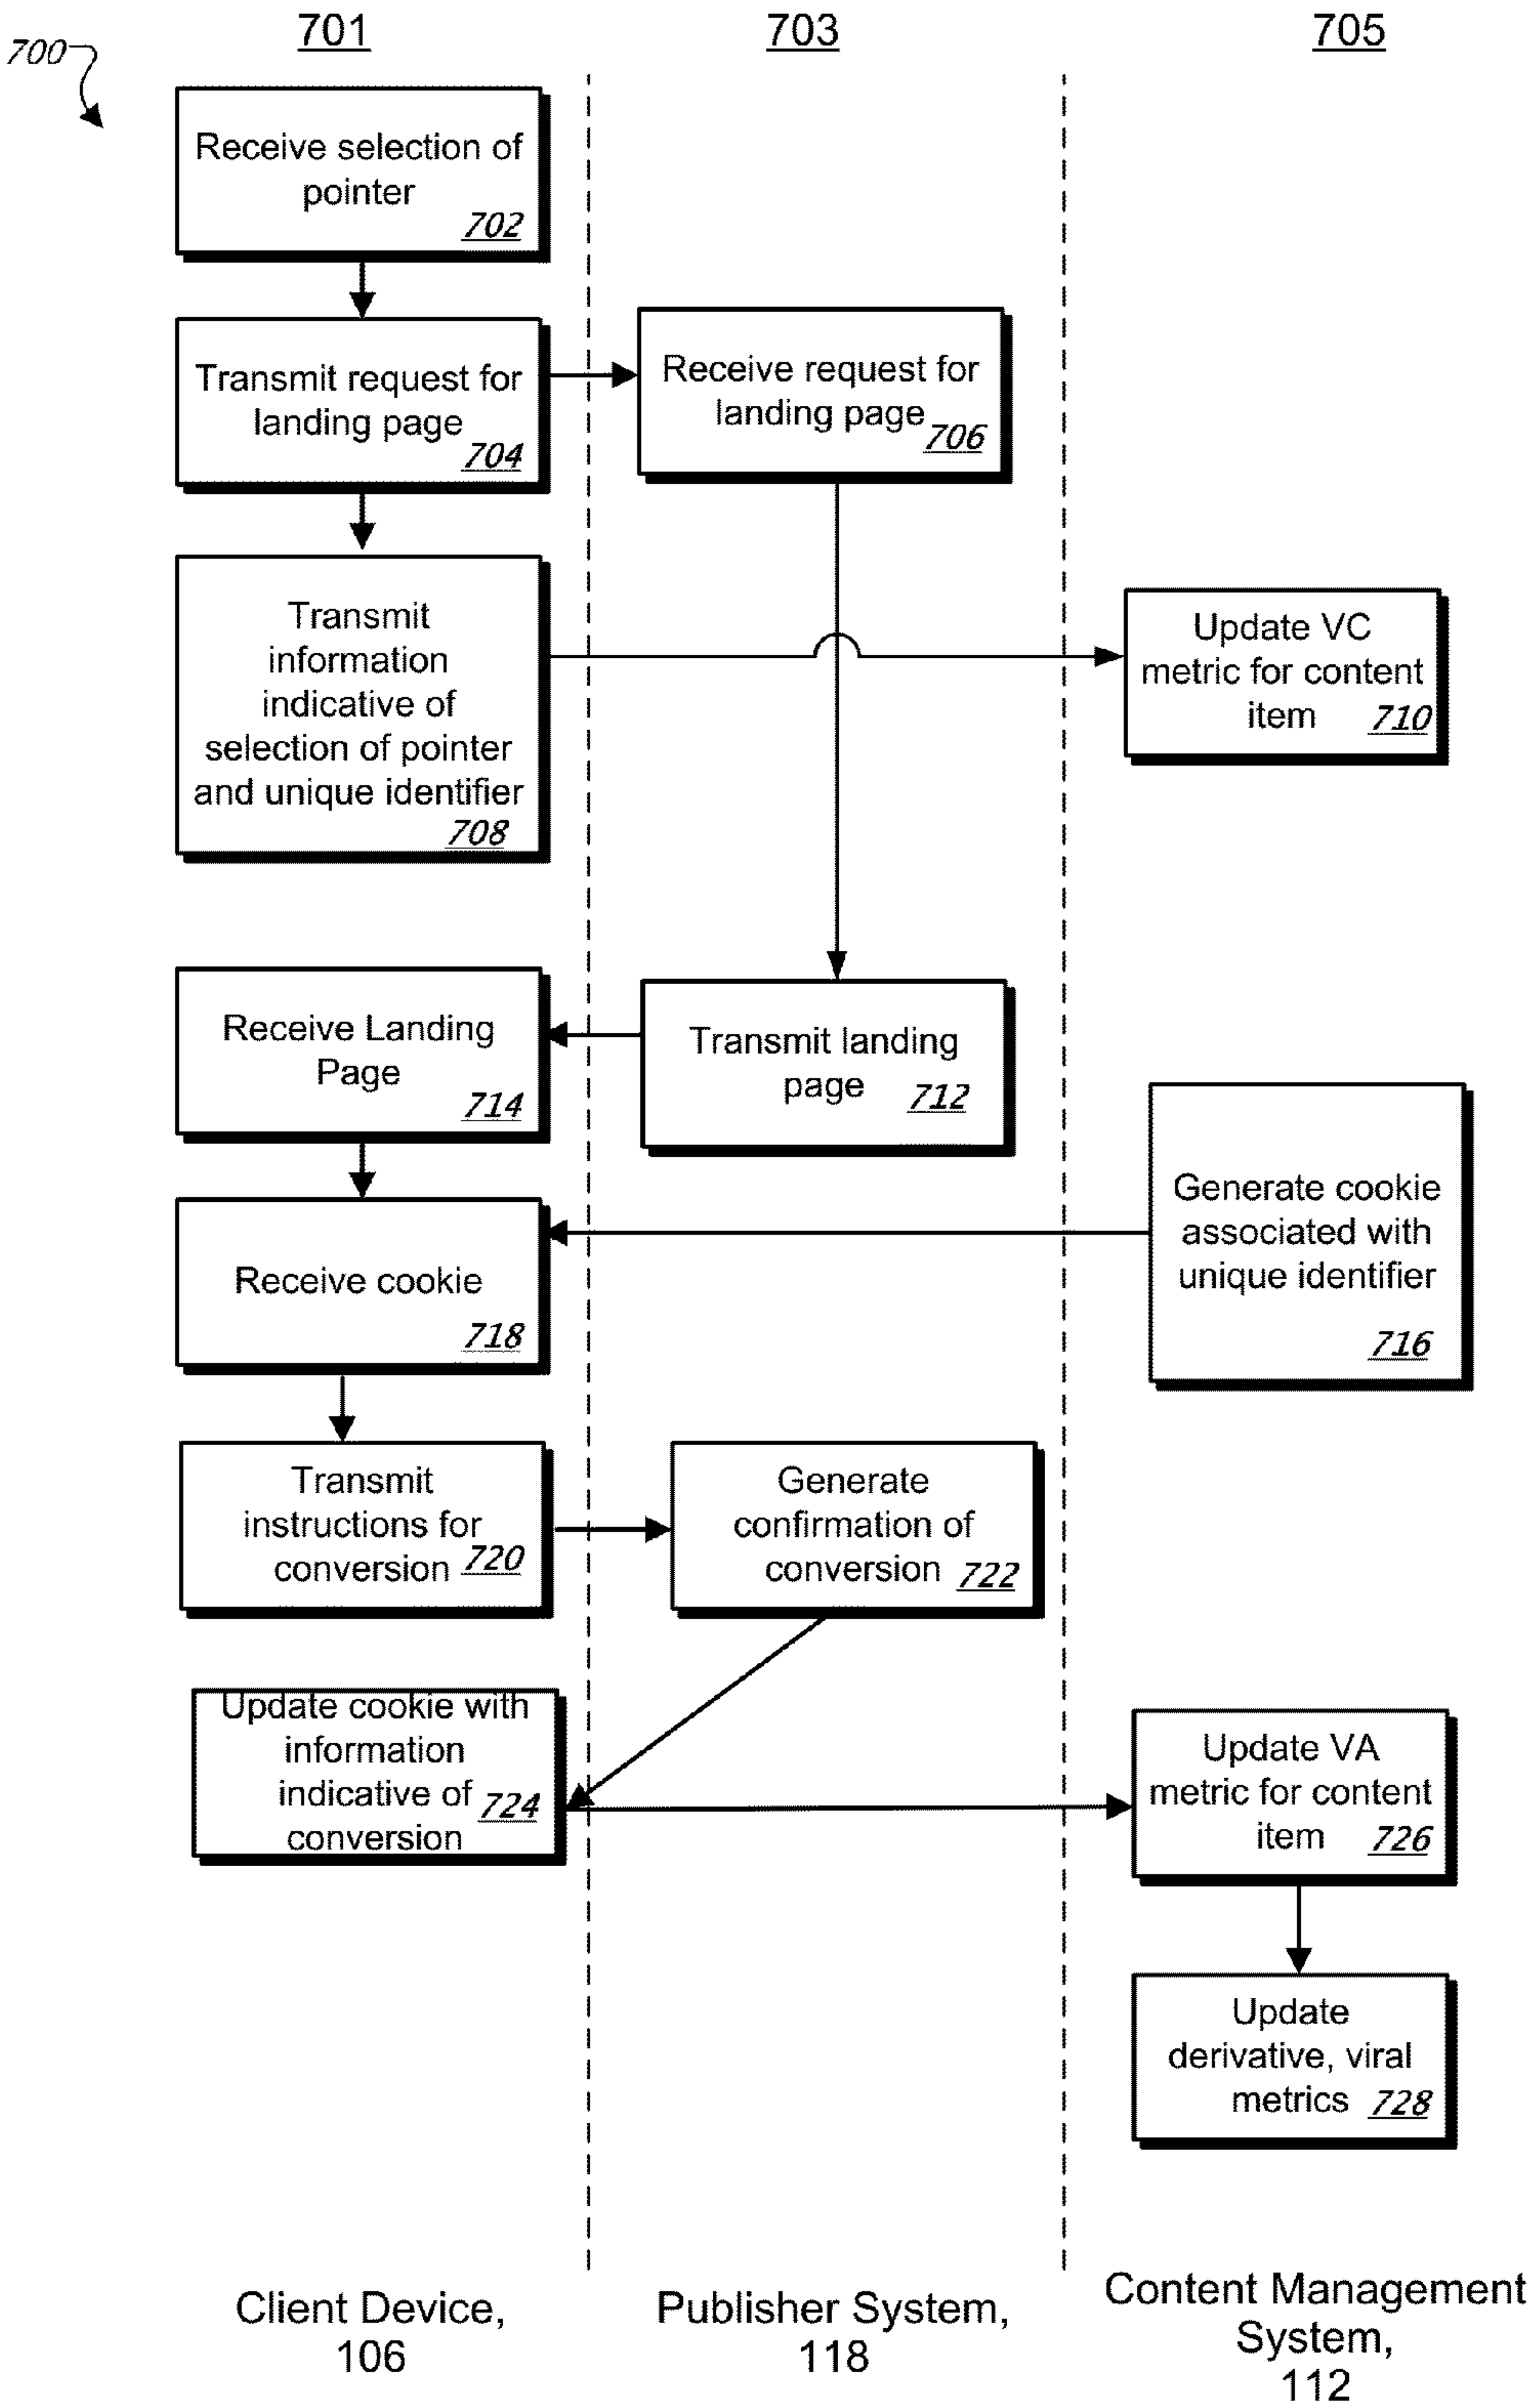 701
703
705
700
Receive selection of
pointer
702
Transmit request for
landing page
704
Receive request for
landing page
706
Transmit
information
indicative of
selection of pointer
and unique identifier
708
Update VC
metric for content
item 710
Receive Landing
Page
714
Transmit landing
page 712
Generate cookie
associated with
unique identifier
716
Receive cookie
718
Transmit
instructions for
conversion 720
Generate
confirmation of
conversion 722
Update cookie with
information
indicative of 724
conversion
Update VA
metric for content
item 726
Update
derivative, viral
metrics 728
Client Device,
106
Publisher System,
118
Content Management
System,
112